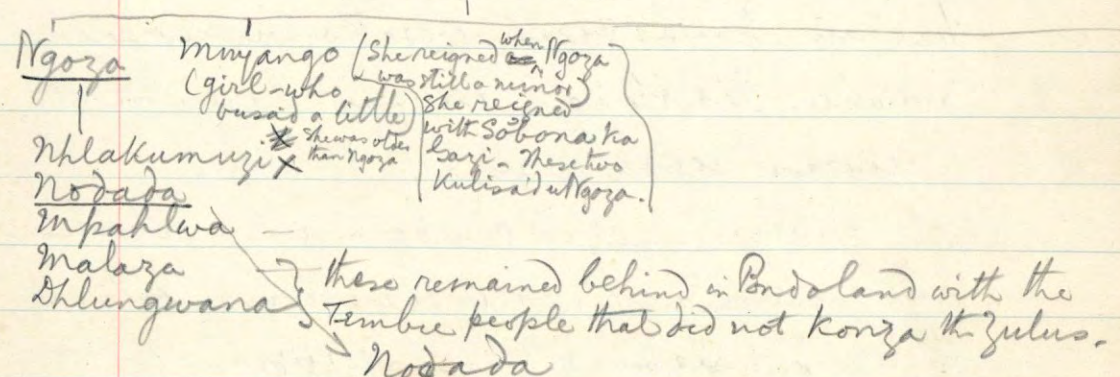 Ngoza
Mnyango (She reigned when Ngoza
was still a minor)
(girl - who
busa'd a little)
She was older
than Ngoza
she reigned
with Sobona ka
Gazi - These two
Kulisa'd u Ngoza.
Nhlakumuzi X
Nodada
Mpahlwa
Malaza
Dhlungwana
these remained behind in Pondoland with the
Tembu people that did not Konza the Zulus.
Nodada